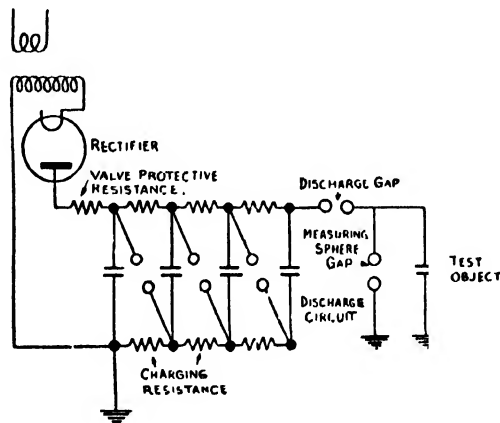 RECTIFIER
VALVE PROTECTIVE
RESISTANCE.
DISCHARGE GAP
MEASURING
SPHERE
GAP
TEST
OBJECT
DISCHARGE
CIRCUIT
CHARGING
RESISTANCE